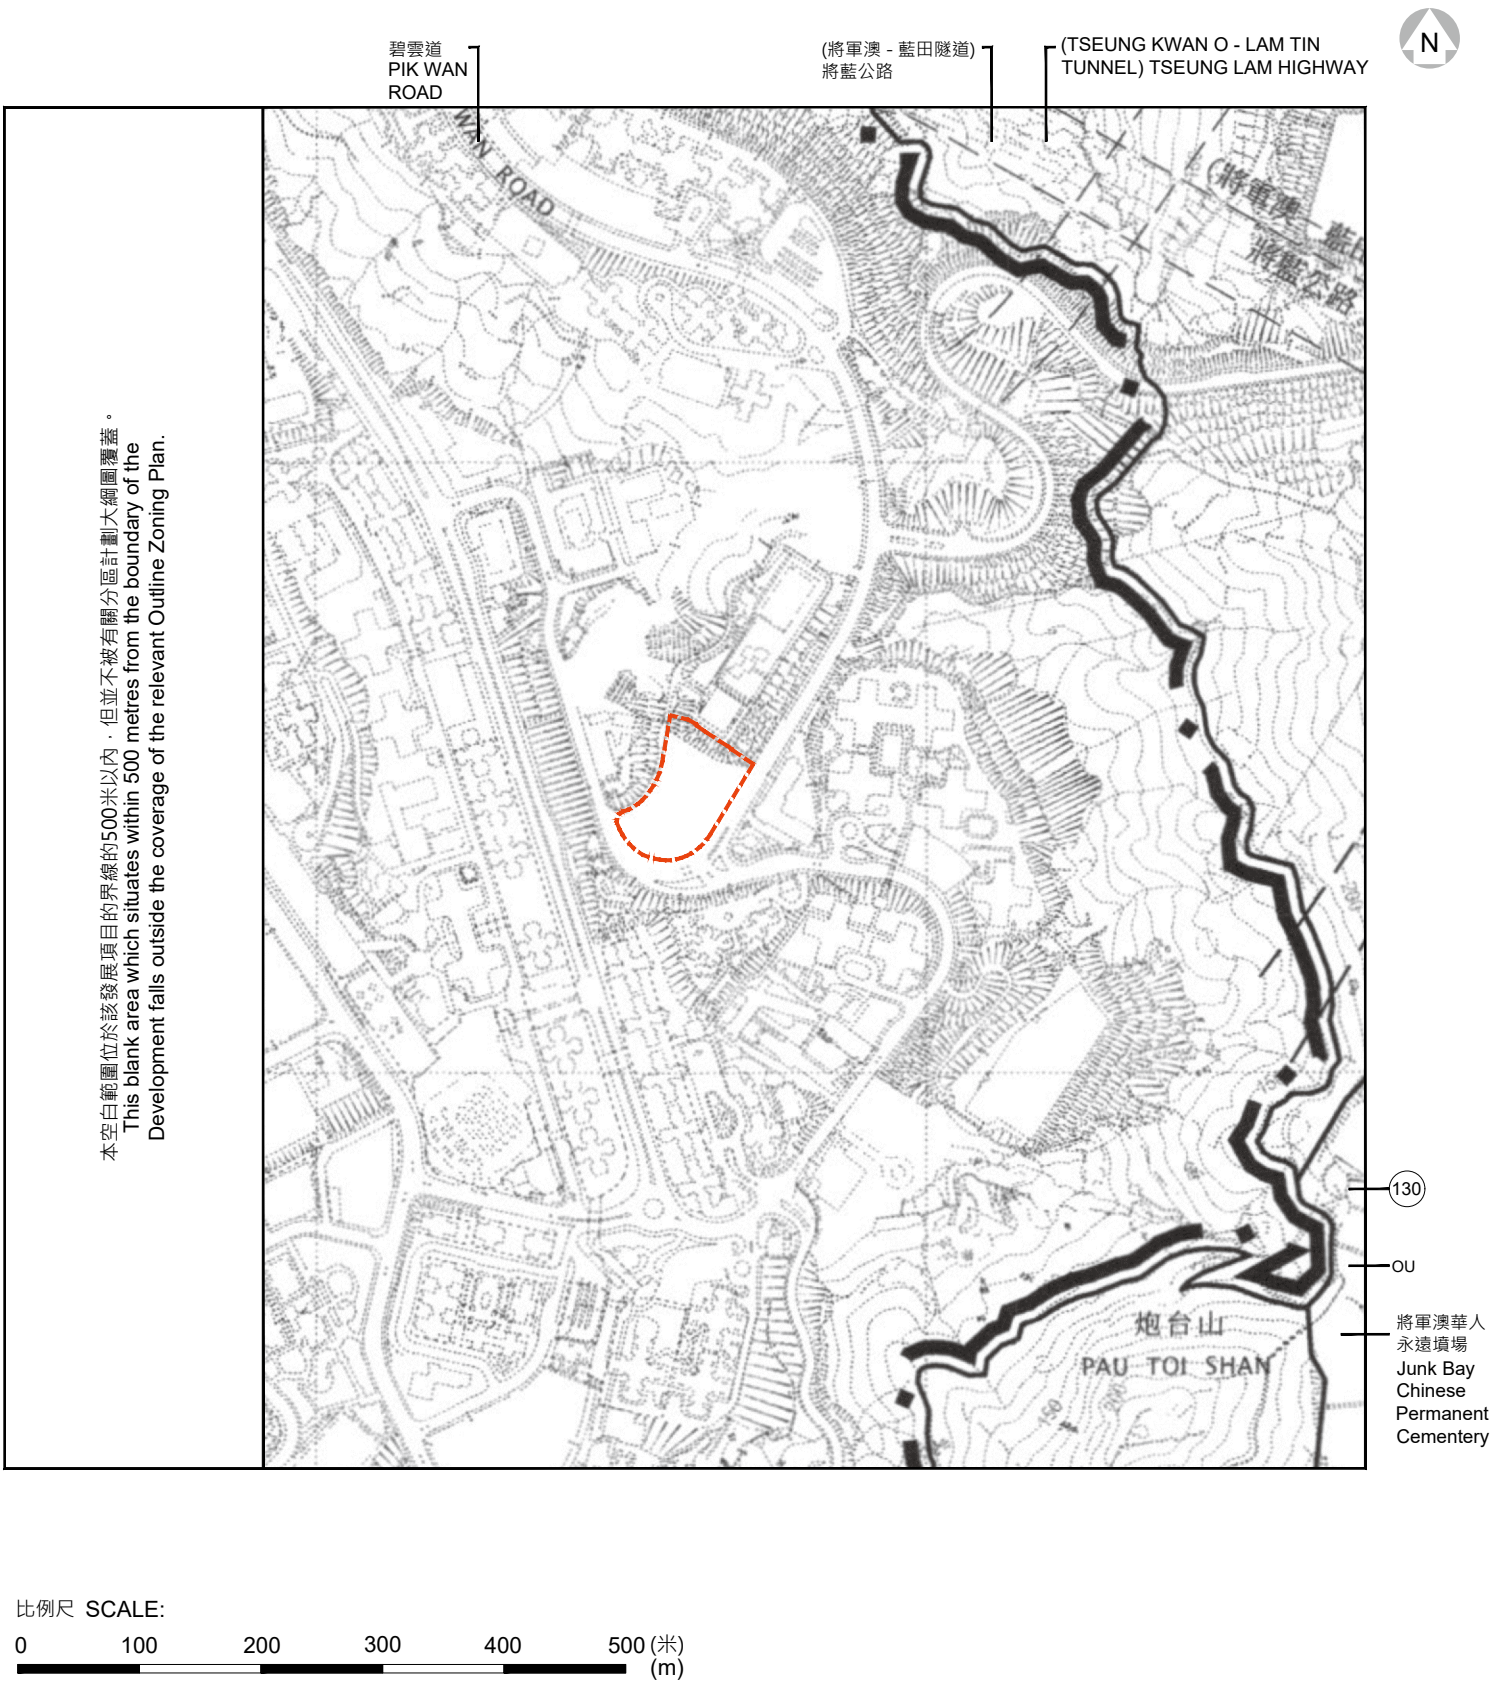 N
碧雲道
PIK WAN
ROAD
(將軍澳 - 藍田隧道)
將藍公路
(TSEUNG KWAN O - LAM TIN
TUNNEL) TSEUNG LAM HIGHWAY
本空白範圍位於該發展項目的界線的500米以內，但並不被有關分區計劃大綱圖覆蓋。
This blank area which situates within 500 metres from the boundary of the
Development falls outside the coverage of the relevant Outline Zoning Plan.
WAN ROAD
(將軍澳 - 藍田
將藍公路
200
130
OU
將軍澳華人
永遠墳場
Junk Bay
Chinese
Permanent
Cementery
炮台山
PAU TOI SHAN
150
200
比例尺 SCALE:
0 100 200 300 400 500 (米)
(m)